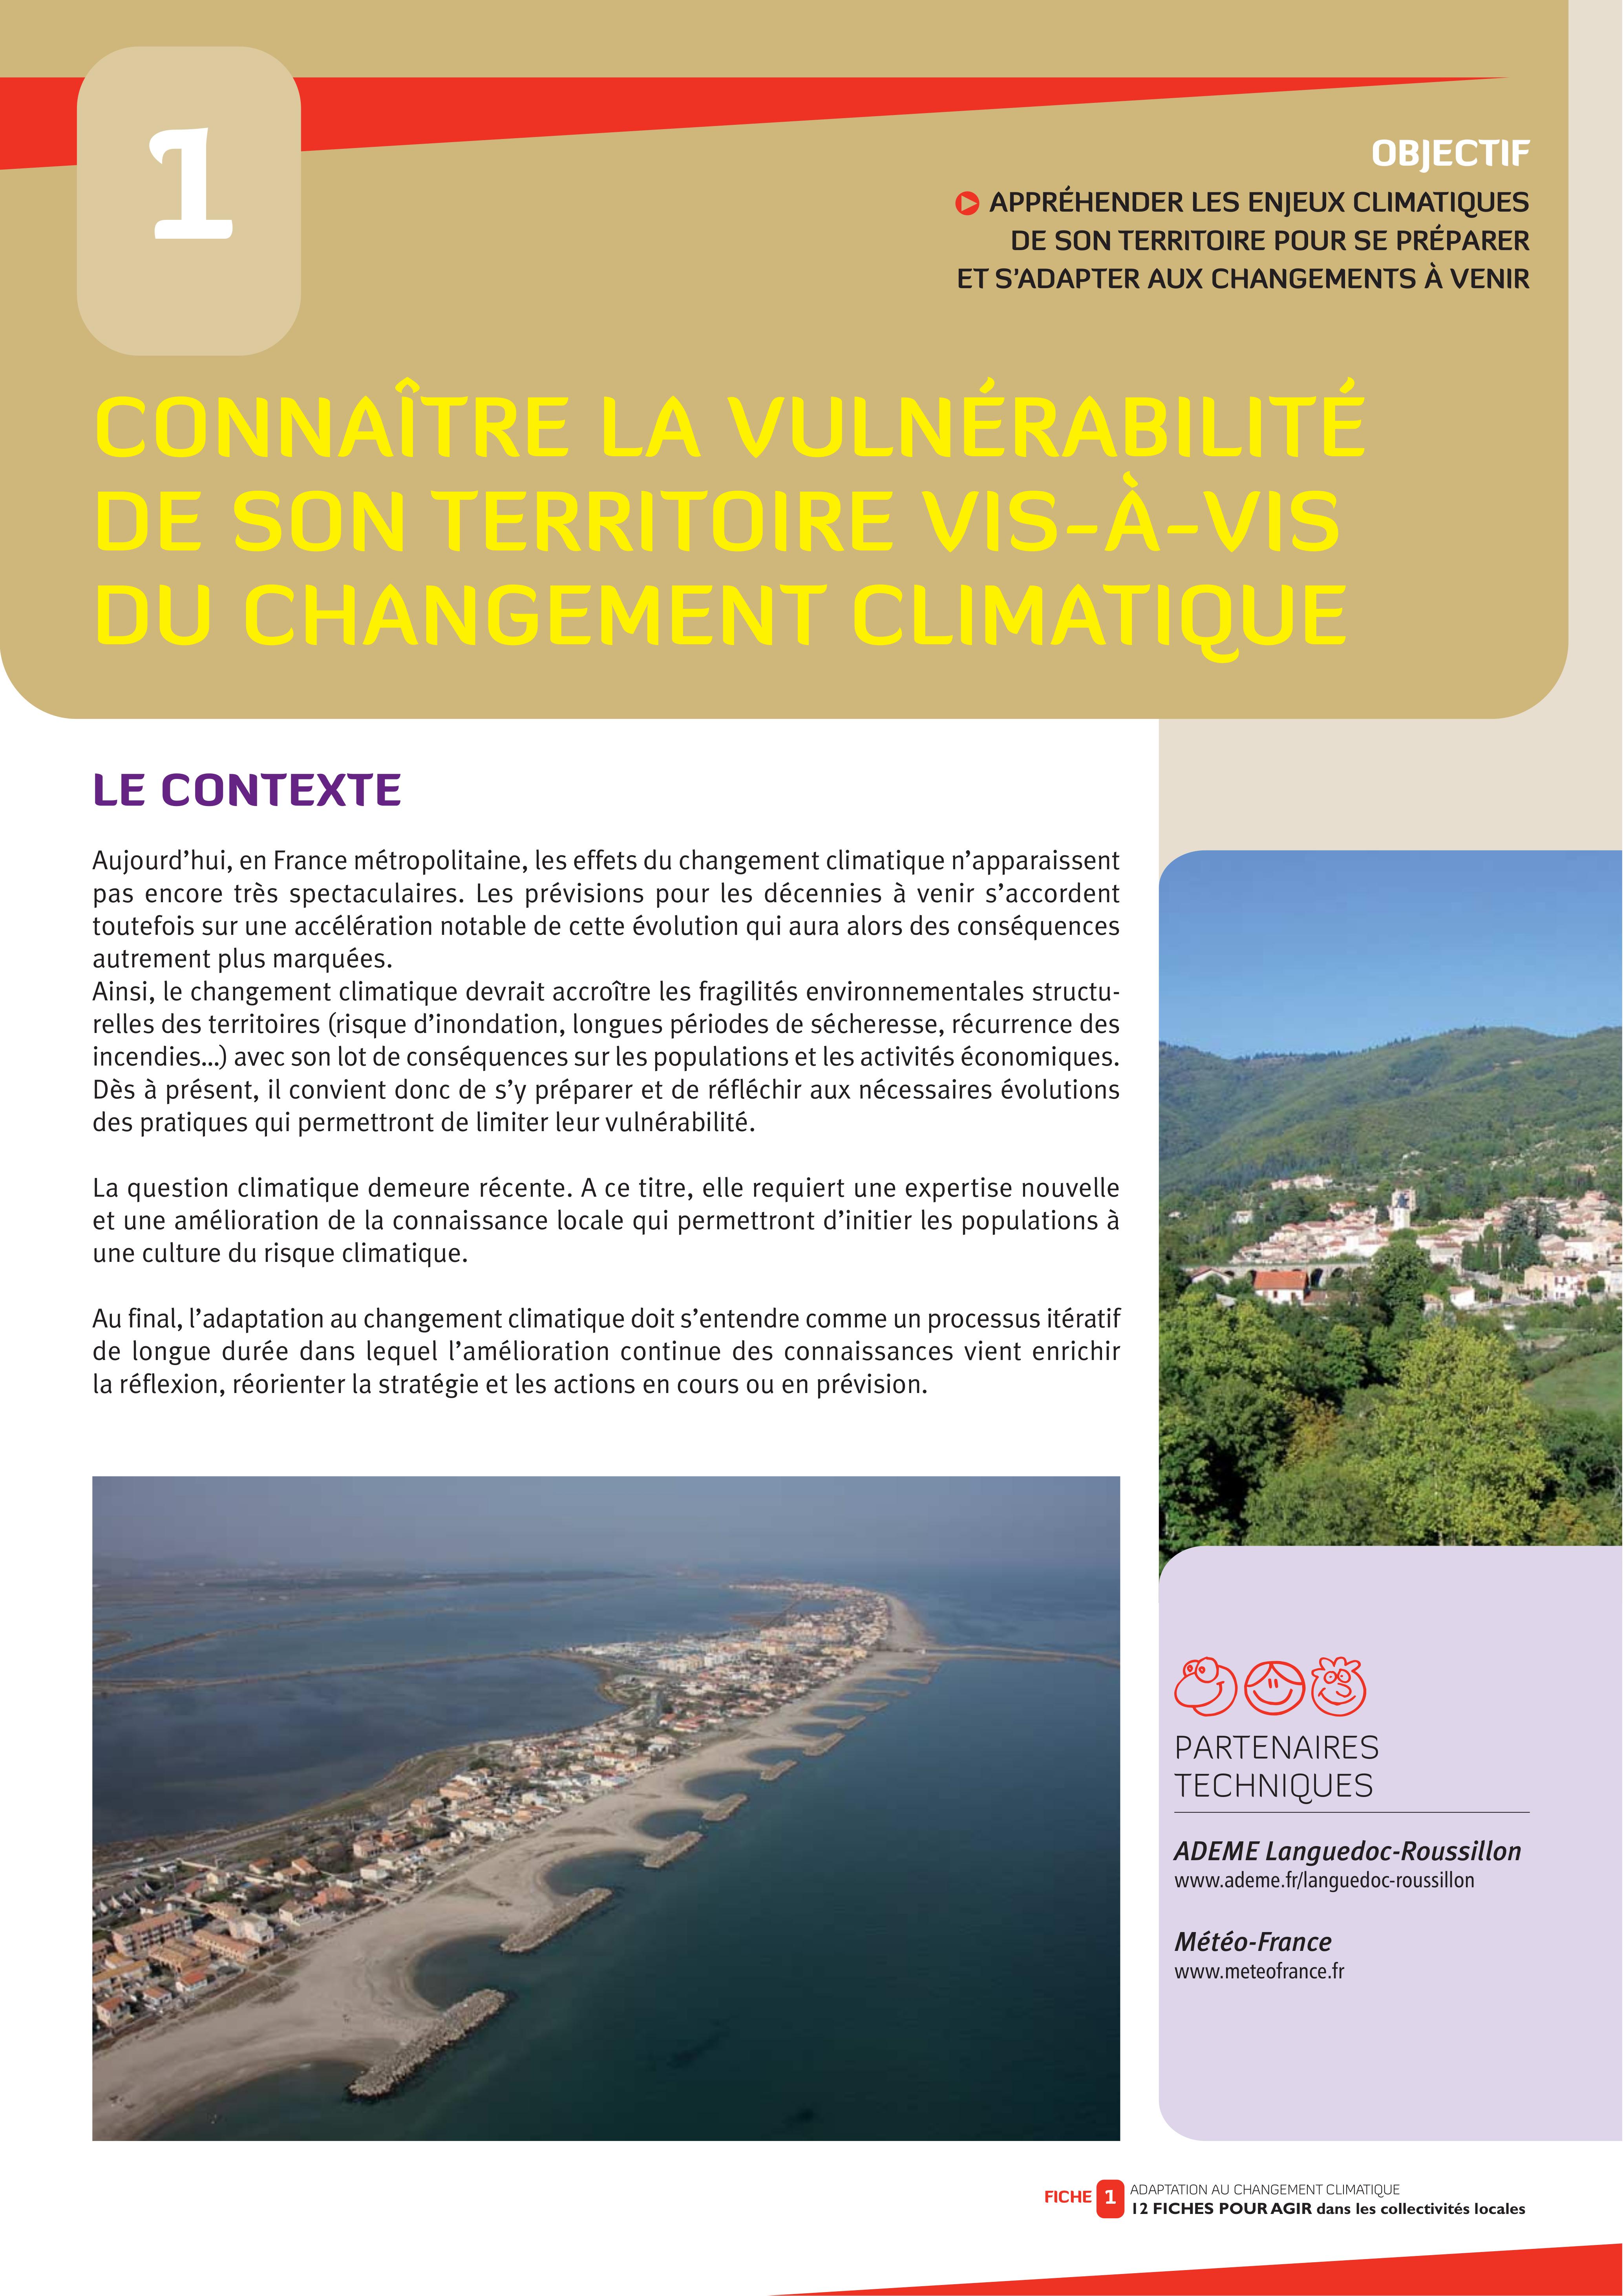 1
OBJECTIF
APPRÉHENDER LES ENJEUX CLIMATIQUES
DE SON TERRITOIRE POUR SE PRÉPARER
ET S'ADAPTER AUX CHANGEMENTS À VENIR
CONNAÎTRE LA VULNÉRABILITÉ
DE SON TERRITOIRE VIS-À-VIS
DU CHANGEMENT CLIMATIQUE
LE CONTEXTE
Aujourd'hui, en France métropolitaine, les effets du changement climatique n'apparaissent
pas encore très spectaculaires. Les prévisions pour les décennies à venir s'accordent
toutefois sur une accélération notable de cette évolution qui aura alors des conséquences
autrement plus marquées.
Ainsi, le changement climatique devrait accroître les fragilités environnementales structu-
relles des territoires (risque d'inondation, longues périodes de sécheresse, récurrence des
incendies...) avec son lot de conséquences sur les populations et les activités économiques.
Dès à présent, il convient donc de s'y préparer et de réfléchir aux nécessaires évolutions
des pratiques qui permettront de limiter leur vulnérabilité.
La question climatique demeure récente. A ce titre, elle requiert une expertise nouvelle
et une amélioration de la connaissance locale qui permettront d'initier les populations à
une culture du risque climatique.
Au final, l'adaptation au changement climatique doit s'entendre comme un processus itératif
de longue durée dans lequel l'amélioration continue des connaissances vient enrichir
la réflexion, réorienter la stratégie et les actions en cours ou en prévision.
PARTENAIRES
TECHNIQUES
ADEME Languedoc-Roussillon
www.ademe.fr/languedoc-roussillon
Météo-France
www.meteofrance.fr
FICHE 1 ADAPTATION AU CHANGEMENT CLIMATIQUE
12 FICHES POUR AGIR dans les collectivités locales